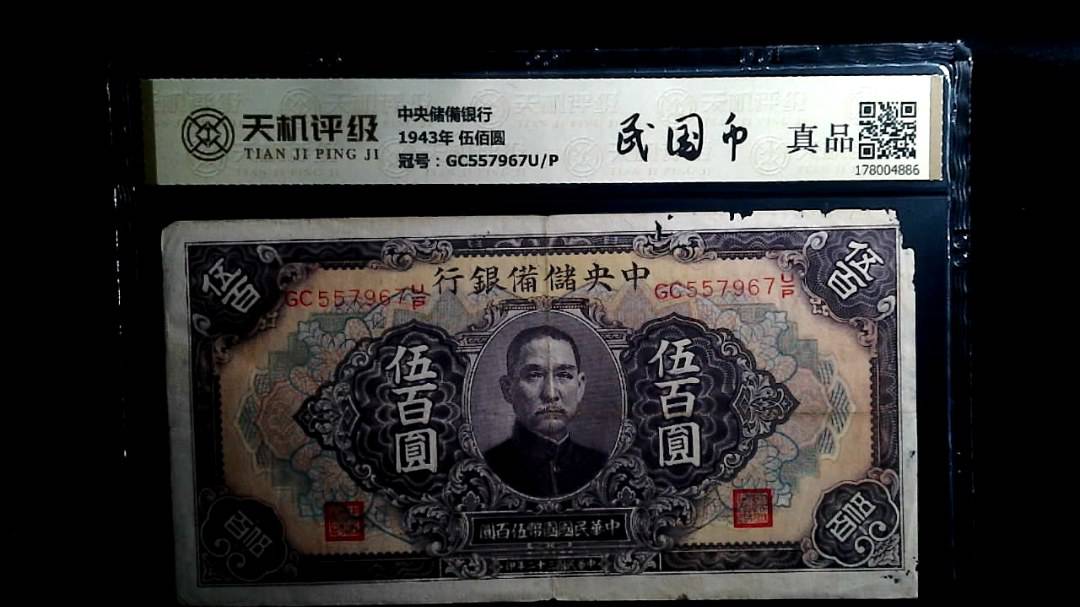 天机评级
TIAN JI PING JI
中央储備银行
1943年 伍佰圆
冠号：GC557967U/P
民国币
真品
178004886
行銀備儲央中
GC557967U/P
GC557967U/P
伍百
伍百
伍百圓
伍百圓
圓百伍幣國國民華中